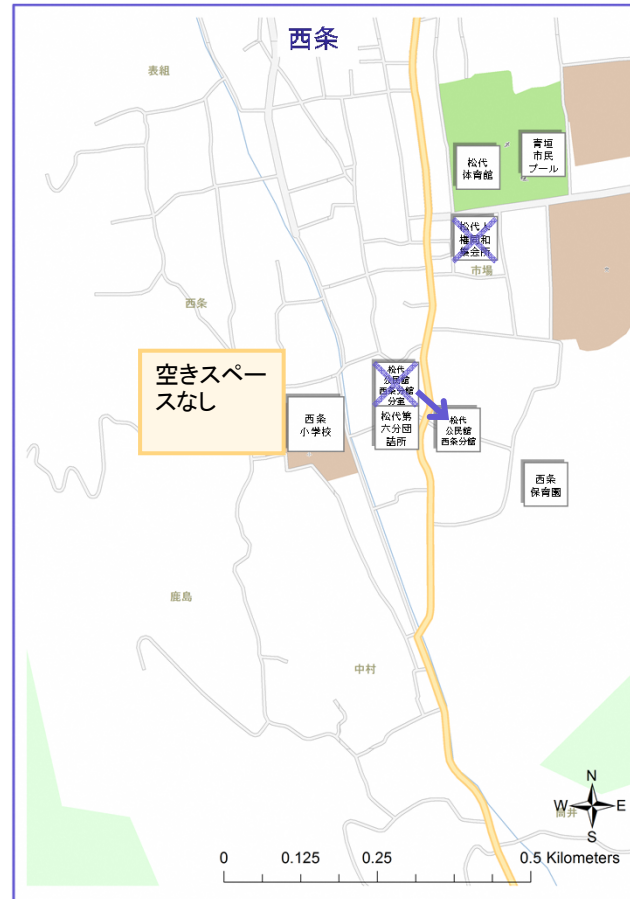 西条
表組
松代
体育館
青垣
市民
プール
松代人
権同和
集会所
市場
西条
空きスペー
スなし
松代
公民館
西条分館
分室
西条
小学校
松代第
六分団
詰所
松代
公民館
西条分館
西条
保育園
鹿島
中村
N
W
E
S
筒井
0
0.125
0.25
0.5 Kilometers